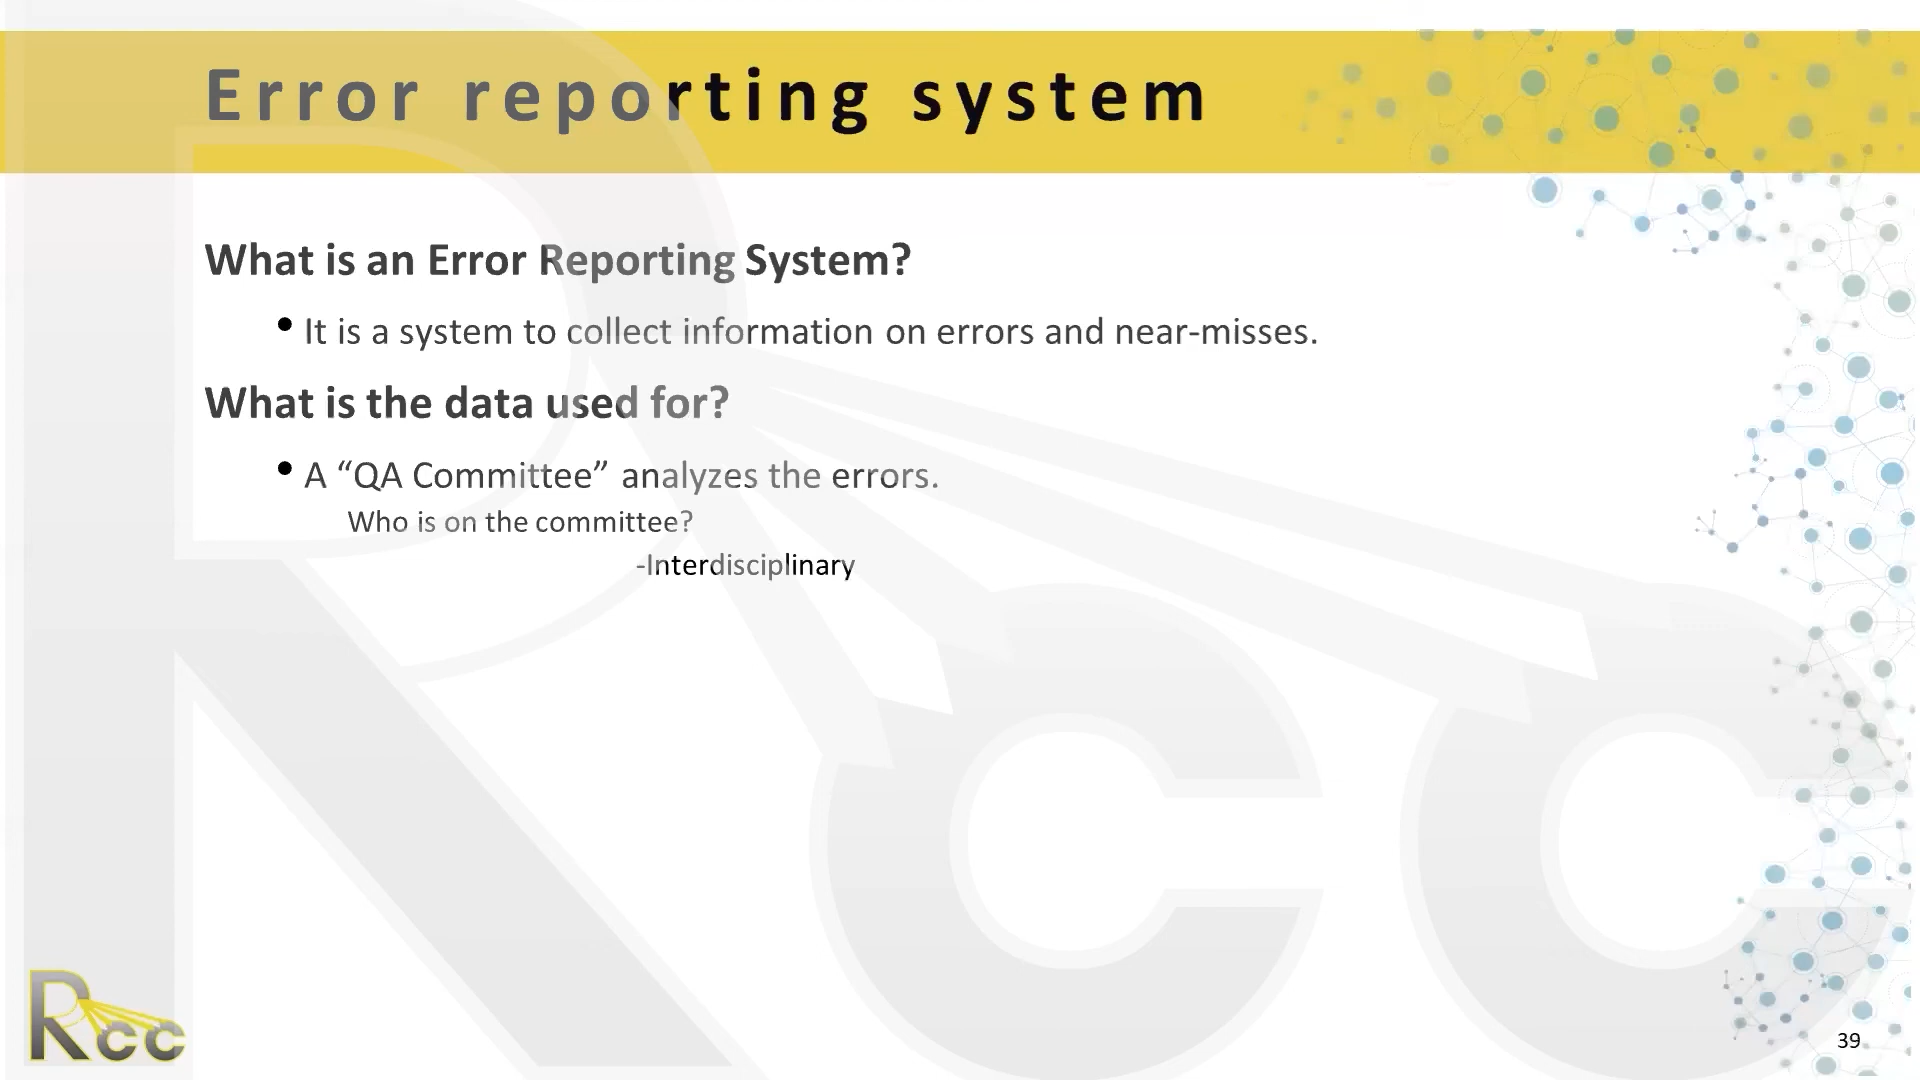 Error reporting system
What is an Error Reporting System?
• It is a system to collect information on errors and near-misses.
What is the data used for?
• A “QA Committee” analyzes the errors.
Who is on the committee?
-Interdisciplinary
Rcc
Rcc
39